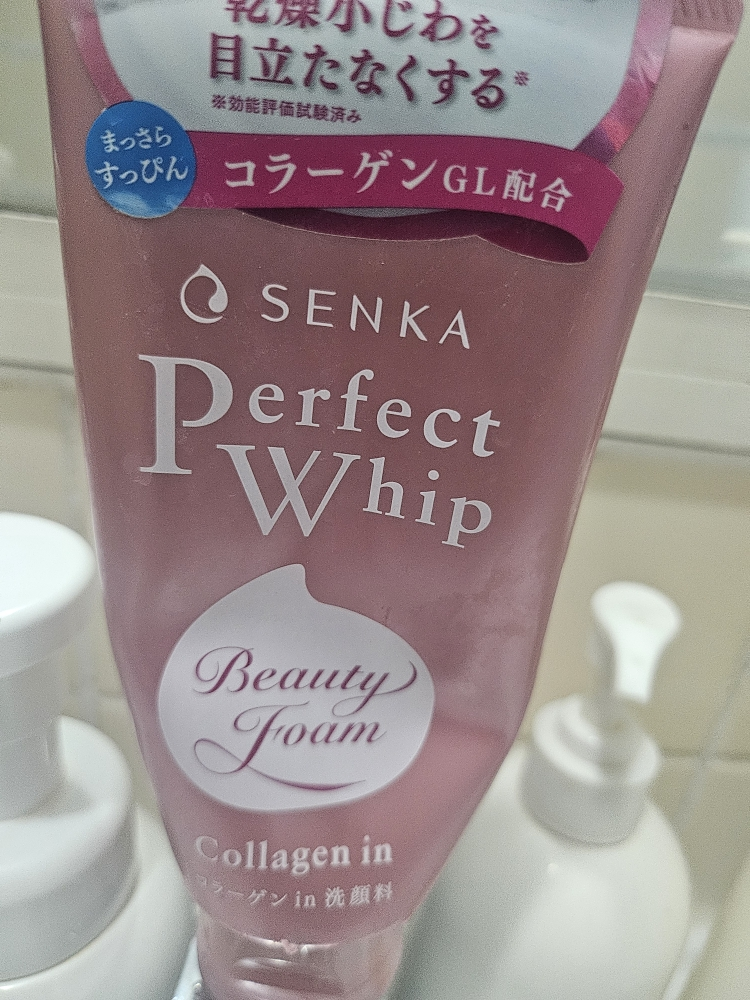 乾燥小じわを
目立たなくする※
※効能評価試験済み
まっさら
すっぴん
コラーゲンGL配合
SENKA
Perfect
Whip
Beauty
Foam
Collagen in
コラーゲン in 洗顔料